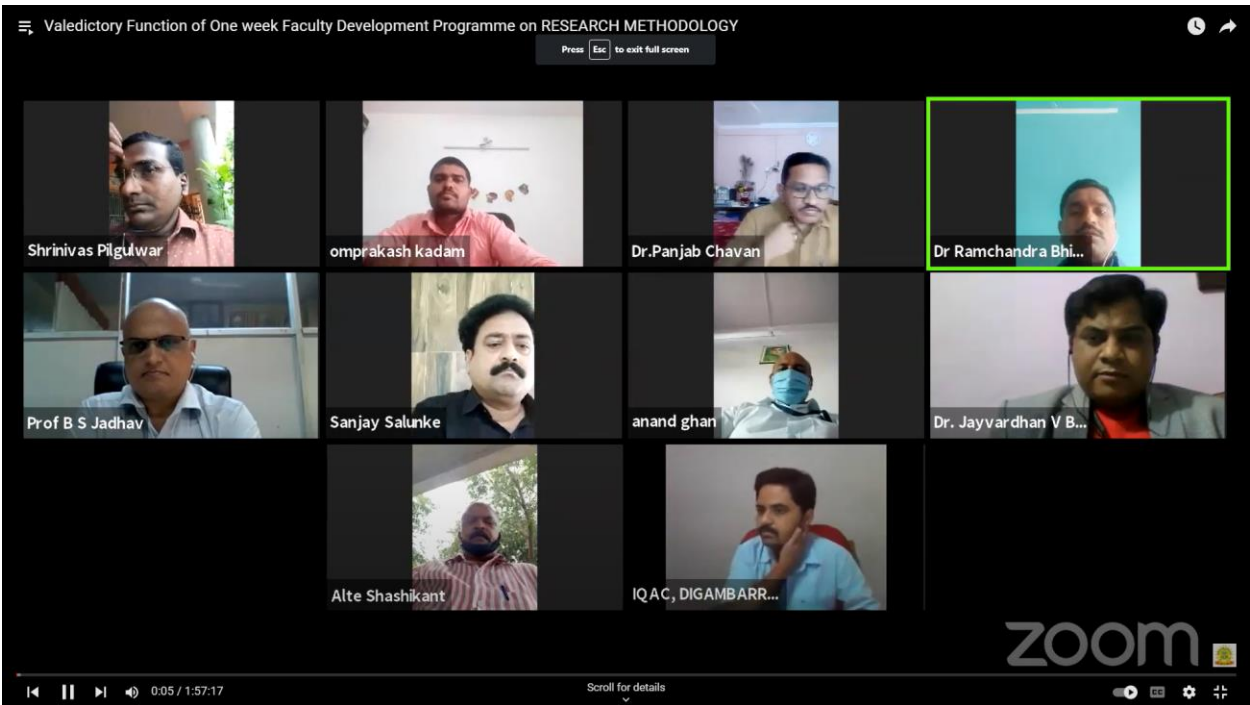 Valedictory Function of One week Faculty Development Programme on RESEARCH METHODOLOGY
Press Esc to exit full screen
Shrinivas Pilgulwar
omprakash kadam
Dr.Panjab Chavan
Dr Ramchandra Bhi...
Prof B S Jadhav
Sanjay Salunke
anand ghan
Dr. Jayvardhan V B...
Alte Shashikant
IQAC, DIGAMBARR...
zoom
0:05 / 1:57:17
Scroll for details
CC